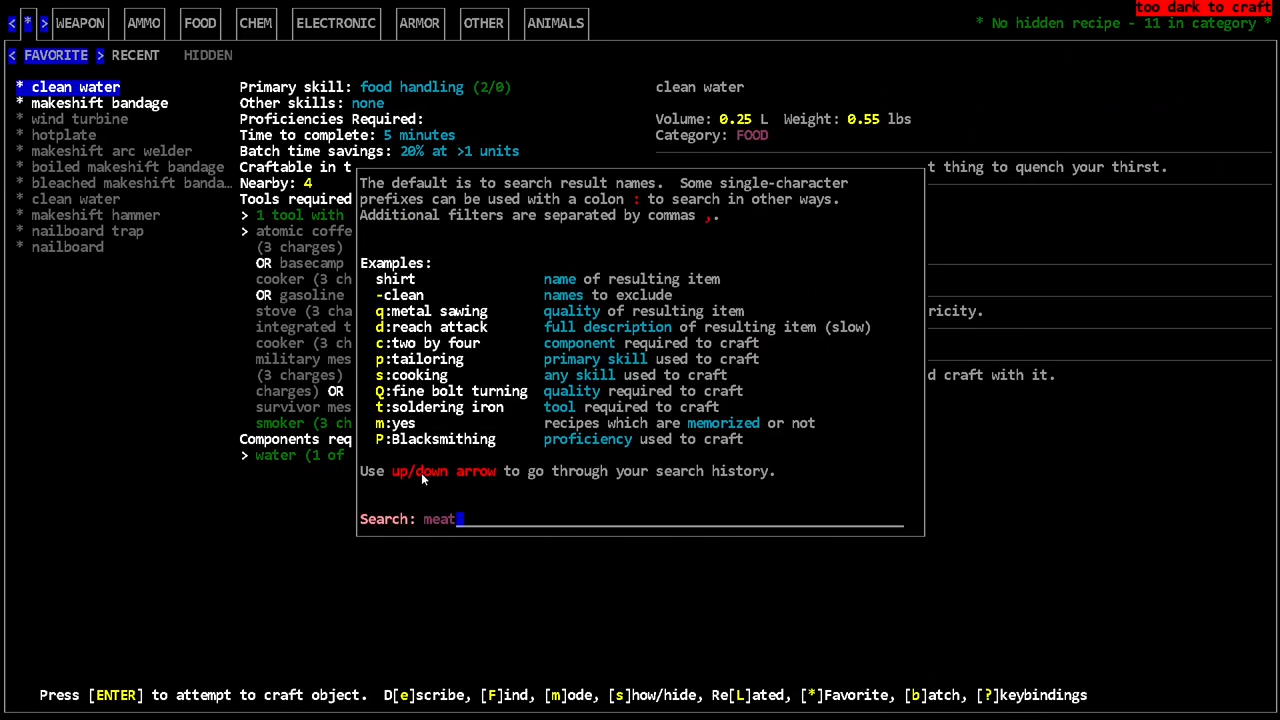 too dark to craft
< * > WEAPON AMMO FOOD CHEM ELECTRONIC ARMOR OTHER ANIMALS
* No hidden recipe - 11 in category *
< FAVORITE > RECENT HIDDEN
* clean water
* makeshift bandage
* wind turbine
* hotplate
* makeshift arc welder
* boiled makeshift bandage
* bleached makeshift banda…
* clean water
* makeshift hammer
* nailboard trap
* nailboard
Primary skill: food handling (2/0)
Other skills: none
Proficiencies Required:
Time to complete: 5 minutes
Batch time savings: 20% at >1 units
Craftable in t
Nearby: 4
Tools required
> 1 tool with
> atomic coffe
(3 charges)
OR basecamp
cooker (3 ch
OR gasoline
stove (3 cha
integrated t
cooker (3 ch
military mes
(3 charges)
charges) OR
survivor mes
smoker (3 ch
Components req
> water (1 of
clean water
Volume: 0.25 L Weight: 0.55 lbs
Category: FOOD
t thing to quench your thirst.
ricity.
d craft with it.
The default is to search result names. Some single-character
prefixes can be used with a colon : to search in other ways.
Additional filters are separated by commas ,.
Examples:
shirt name of resulting item
-clean names to exclude
q:metal sawing quality of resulting item
d:reach attack full description of resulting item (slow)
c:two by four component required to craft
p:tailoring primary skill used to craft
s:cooking any skill used to craft
Q:fine bolt turning quality required to craft
t:soldering iron tool required to craft
m:yes recipes which are memorized or not
P:Blacksmithing proficiency used to craft
Use up/down arrow to go through your search history.
Search: meat
Press [ENTER] to attempt to craft object. D[e]scribe, [F]ind, [m]ode, [s]how/hide, Re[L]ated, [*]Favorite, [b]atch, [?]keybindings